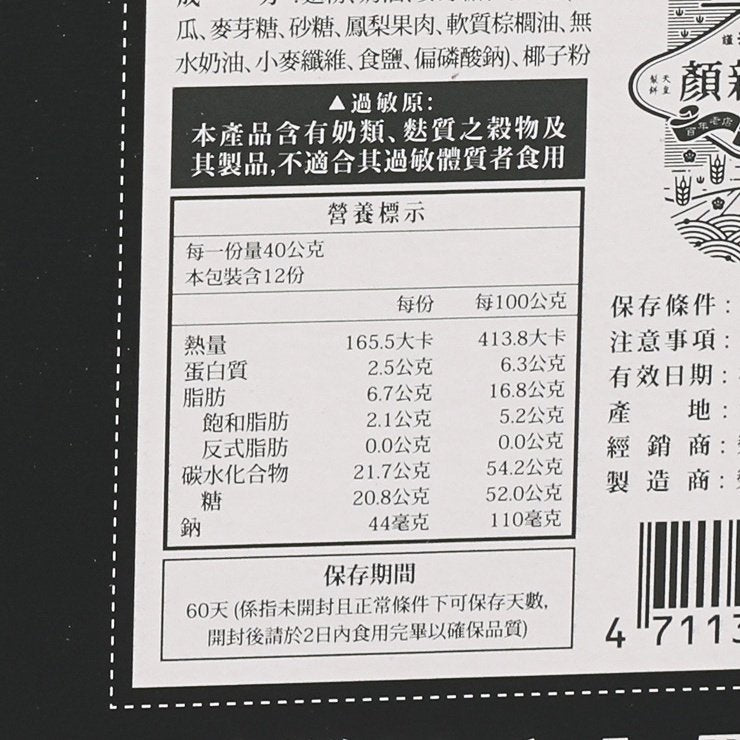 瓜、麥芽糖、砂糖、鳳梨果肉、軟質棕櫚油、無
水奶油、小麥纖維、食鹽、偏磷酸鈉)、椰子粉
▲過敏原:
本產品含有奶類、麩質之穀物及
其製品,不適合其過敏體質者食用
營養標示
每一份量40公克
本包裝含12份
每份 每100公克
熱量 165.5大卡 413.8大卡
蛋白質 2.5公克 6.3公克
脂肪 6.7公克 16.8公克
飽和脂肪 2.1公克 5.2公克
反式脂肪 0.0公克 0.0公克
碳水化合物 21.7公克 54.2公克
糖 20.8公克 52.0公克
鈉 44毫克 110毫克
保存期間
60天 (係指未開封且正常條件下可保存天數,
開封後請於2日內食用完畢以確保品質)
顏
百年老店
保存條件:
注意事項:
有效日期:
產 地:
經銷商:
製造商:
4 7113